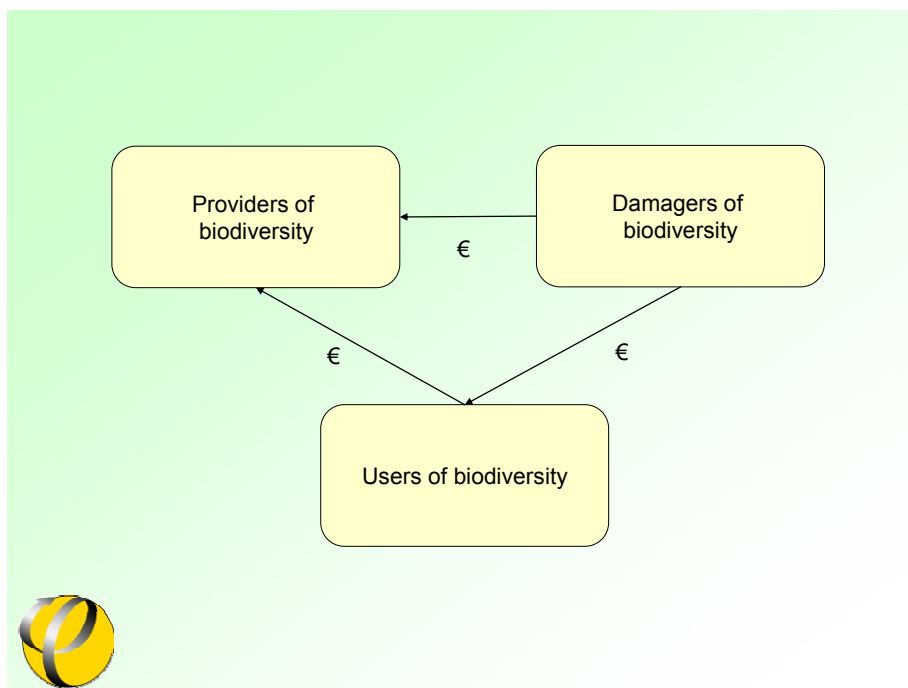 Providers of
biodiversity
Damagers of
biodiversity
€
€
€
Users of biodiversity